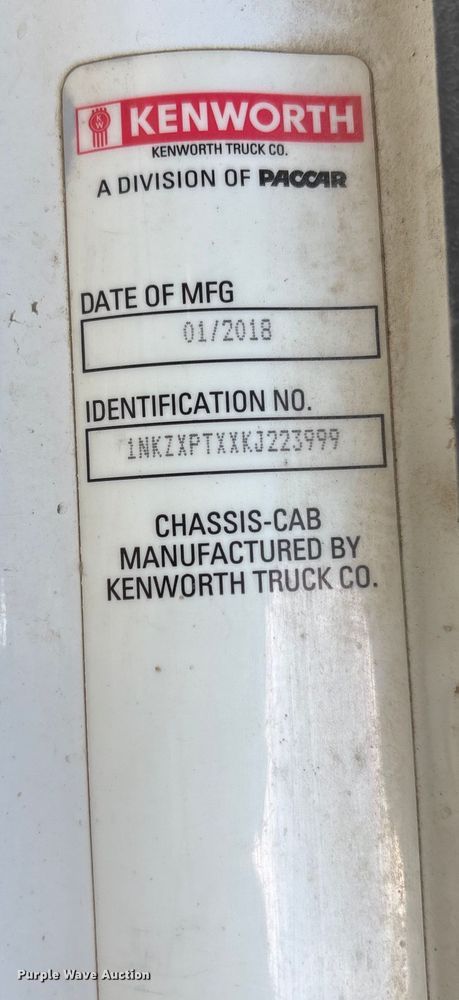 KW
KENWORTH
KENWORTH TRUCK CO.
A DIVISION OF PACCAR
DATE OF MFG
01/2018
IDENTIFICATION NO.
1NKZXPTXXKJ223999
CHASSIS-CAB
MANUFACTURED BY
KENWORTH TRUCK CO.
Purple Wave Auction